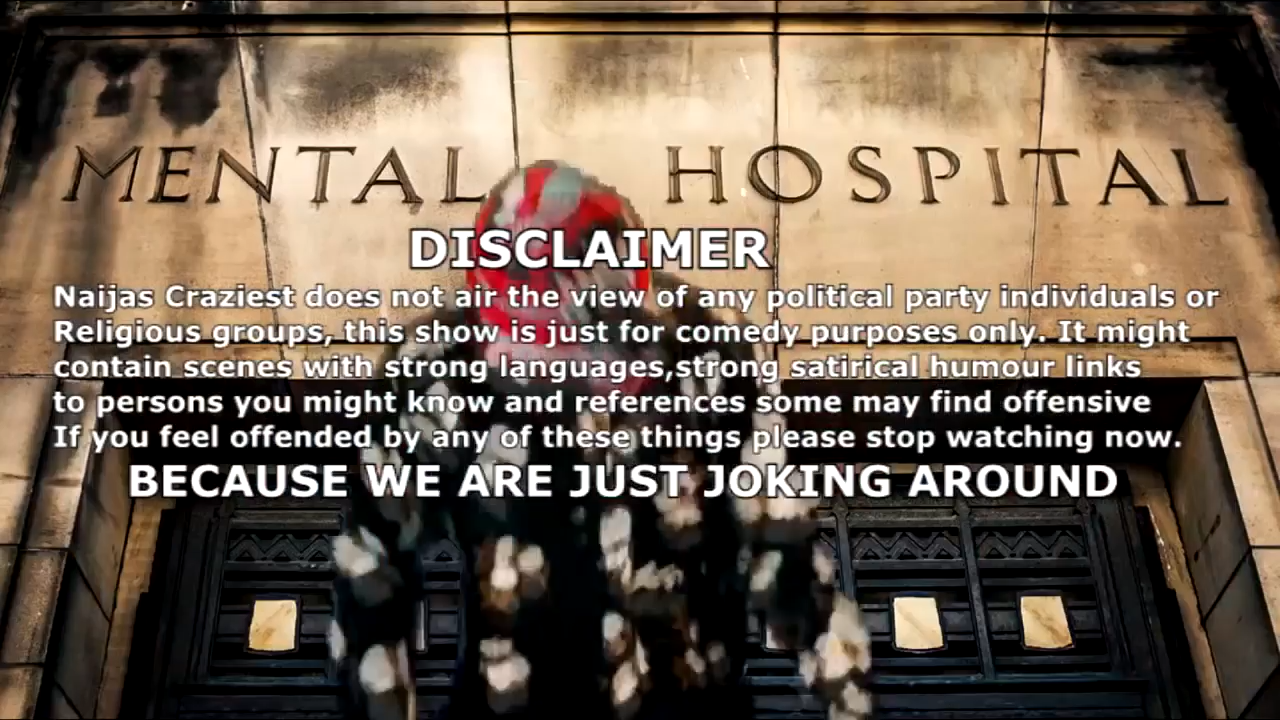 MENTAL HOSPITAL
DISCLAIMER
Naijas Craziest does not air the view of any political party individuals or
Religious groups, this show is just for comedy purposes only. It might
contain scenes with strong languages,strong satirical humour links
to persons you might know and references some may find offensive
If you feel offended by any of these things please stop watching now.
BECAUSE WE ARE JUST JOKING AROUND